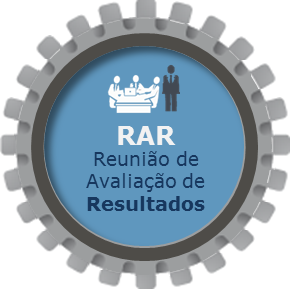 RAR
Reunião de
Avaliação de
Resultados